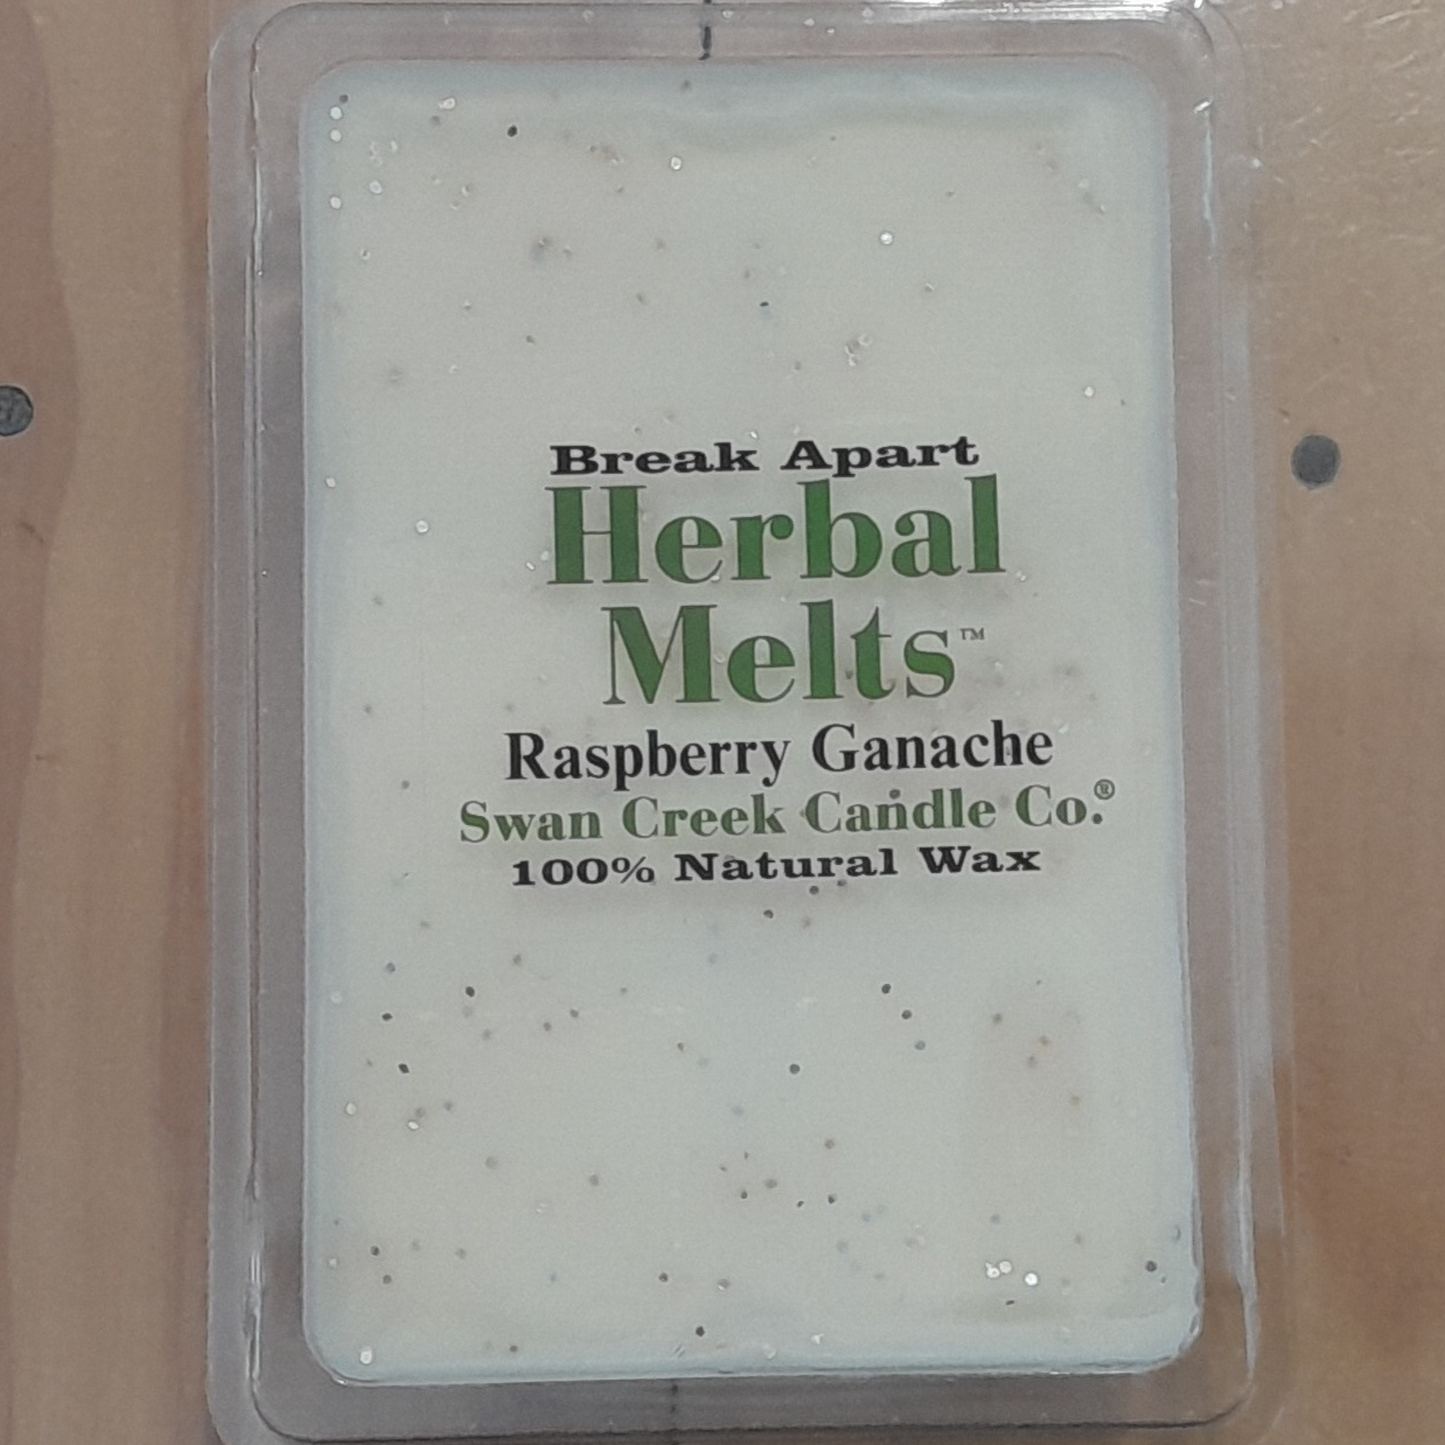 Break Apart
Herbal
Melts™
Raspberry Ganache
Swan Creek Candle Co.®
100% Natural Wax